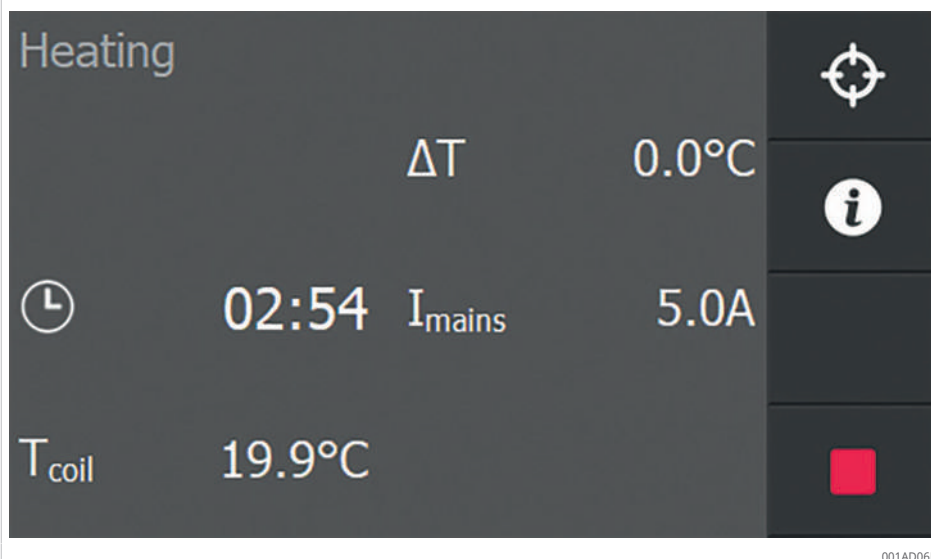 Heating
ΔT 0.0°C
02:54 Imains 5.0A
Tcoil 19.9°C
001AD06